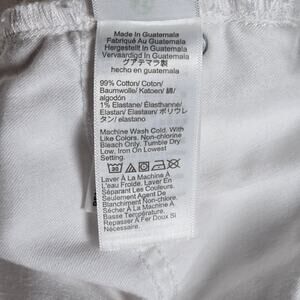 Made In Guatemala
Fabriqué Au Guatemala
Hergestellt In Guatemala
Vervaardigd In Guatemala
グアテマラ製
hecho en guatemala
99% Cotton/ Coton/
Baumwolle/ Katoen/ 綿/
algodón
1% Elastane/ Élasthanne/
Elastan/ Elastaan/ ポリウレ
タン/ elastano
Machine Wash Cold. With
Like Colors. Non-chlorine
Bleach Only. Tumble Dry
Low. Iron On Lowest
Setting.
Laver À La Machine À
L'eau Froide. Laver En
Couleurs Similaires.
Seulement Agent De
Blanchiment Non-chlore.
Sécher À La Machine À
Basse Température.
Repasser À Fer Doux Si
Nécessaire.